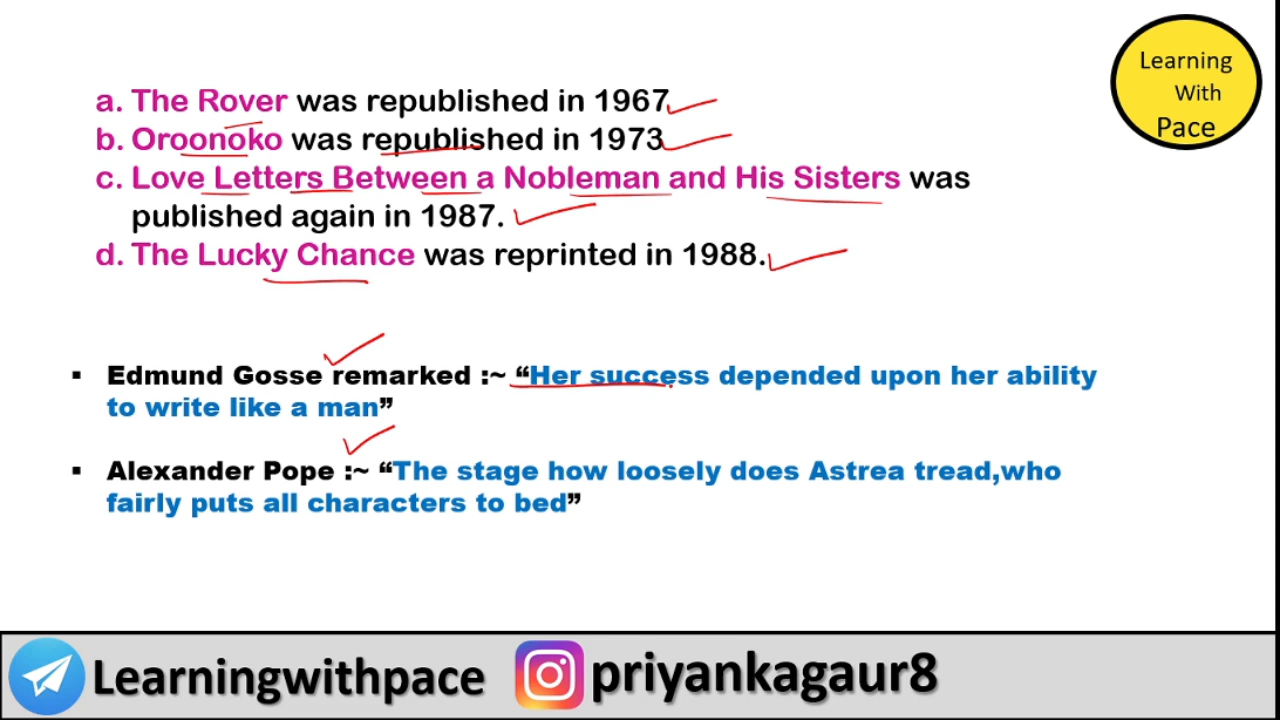 Learning
With
Pace
a. The Rover was republished in 1967
b. Oroonoko was republished in 1973
c. Love Letters Between a Nobleman and His Sisters was
published again in 1987.
d. The Lucky Chance was reprinted in 1988.
▪ Edmund Gosse remarked :~ “Her success depended upon her ability
to write like a man”
▪ Alexander Pope :~ “The stage how loosely does Astrea tread,who
fairly puts all characters to bed”
Learningwithpace
priyankagaur8